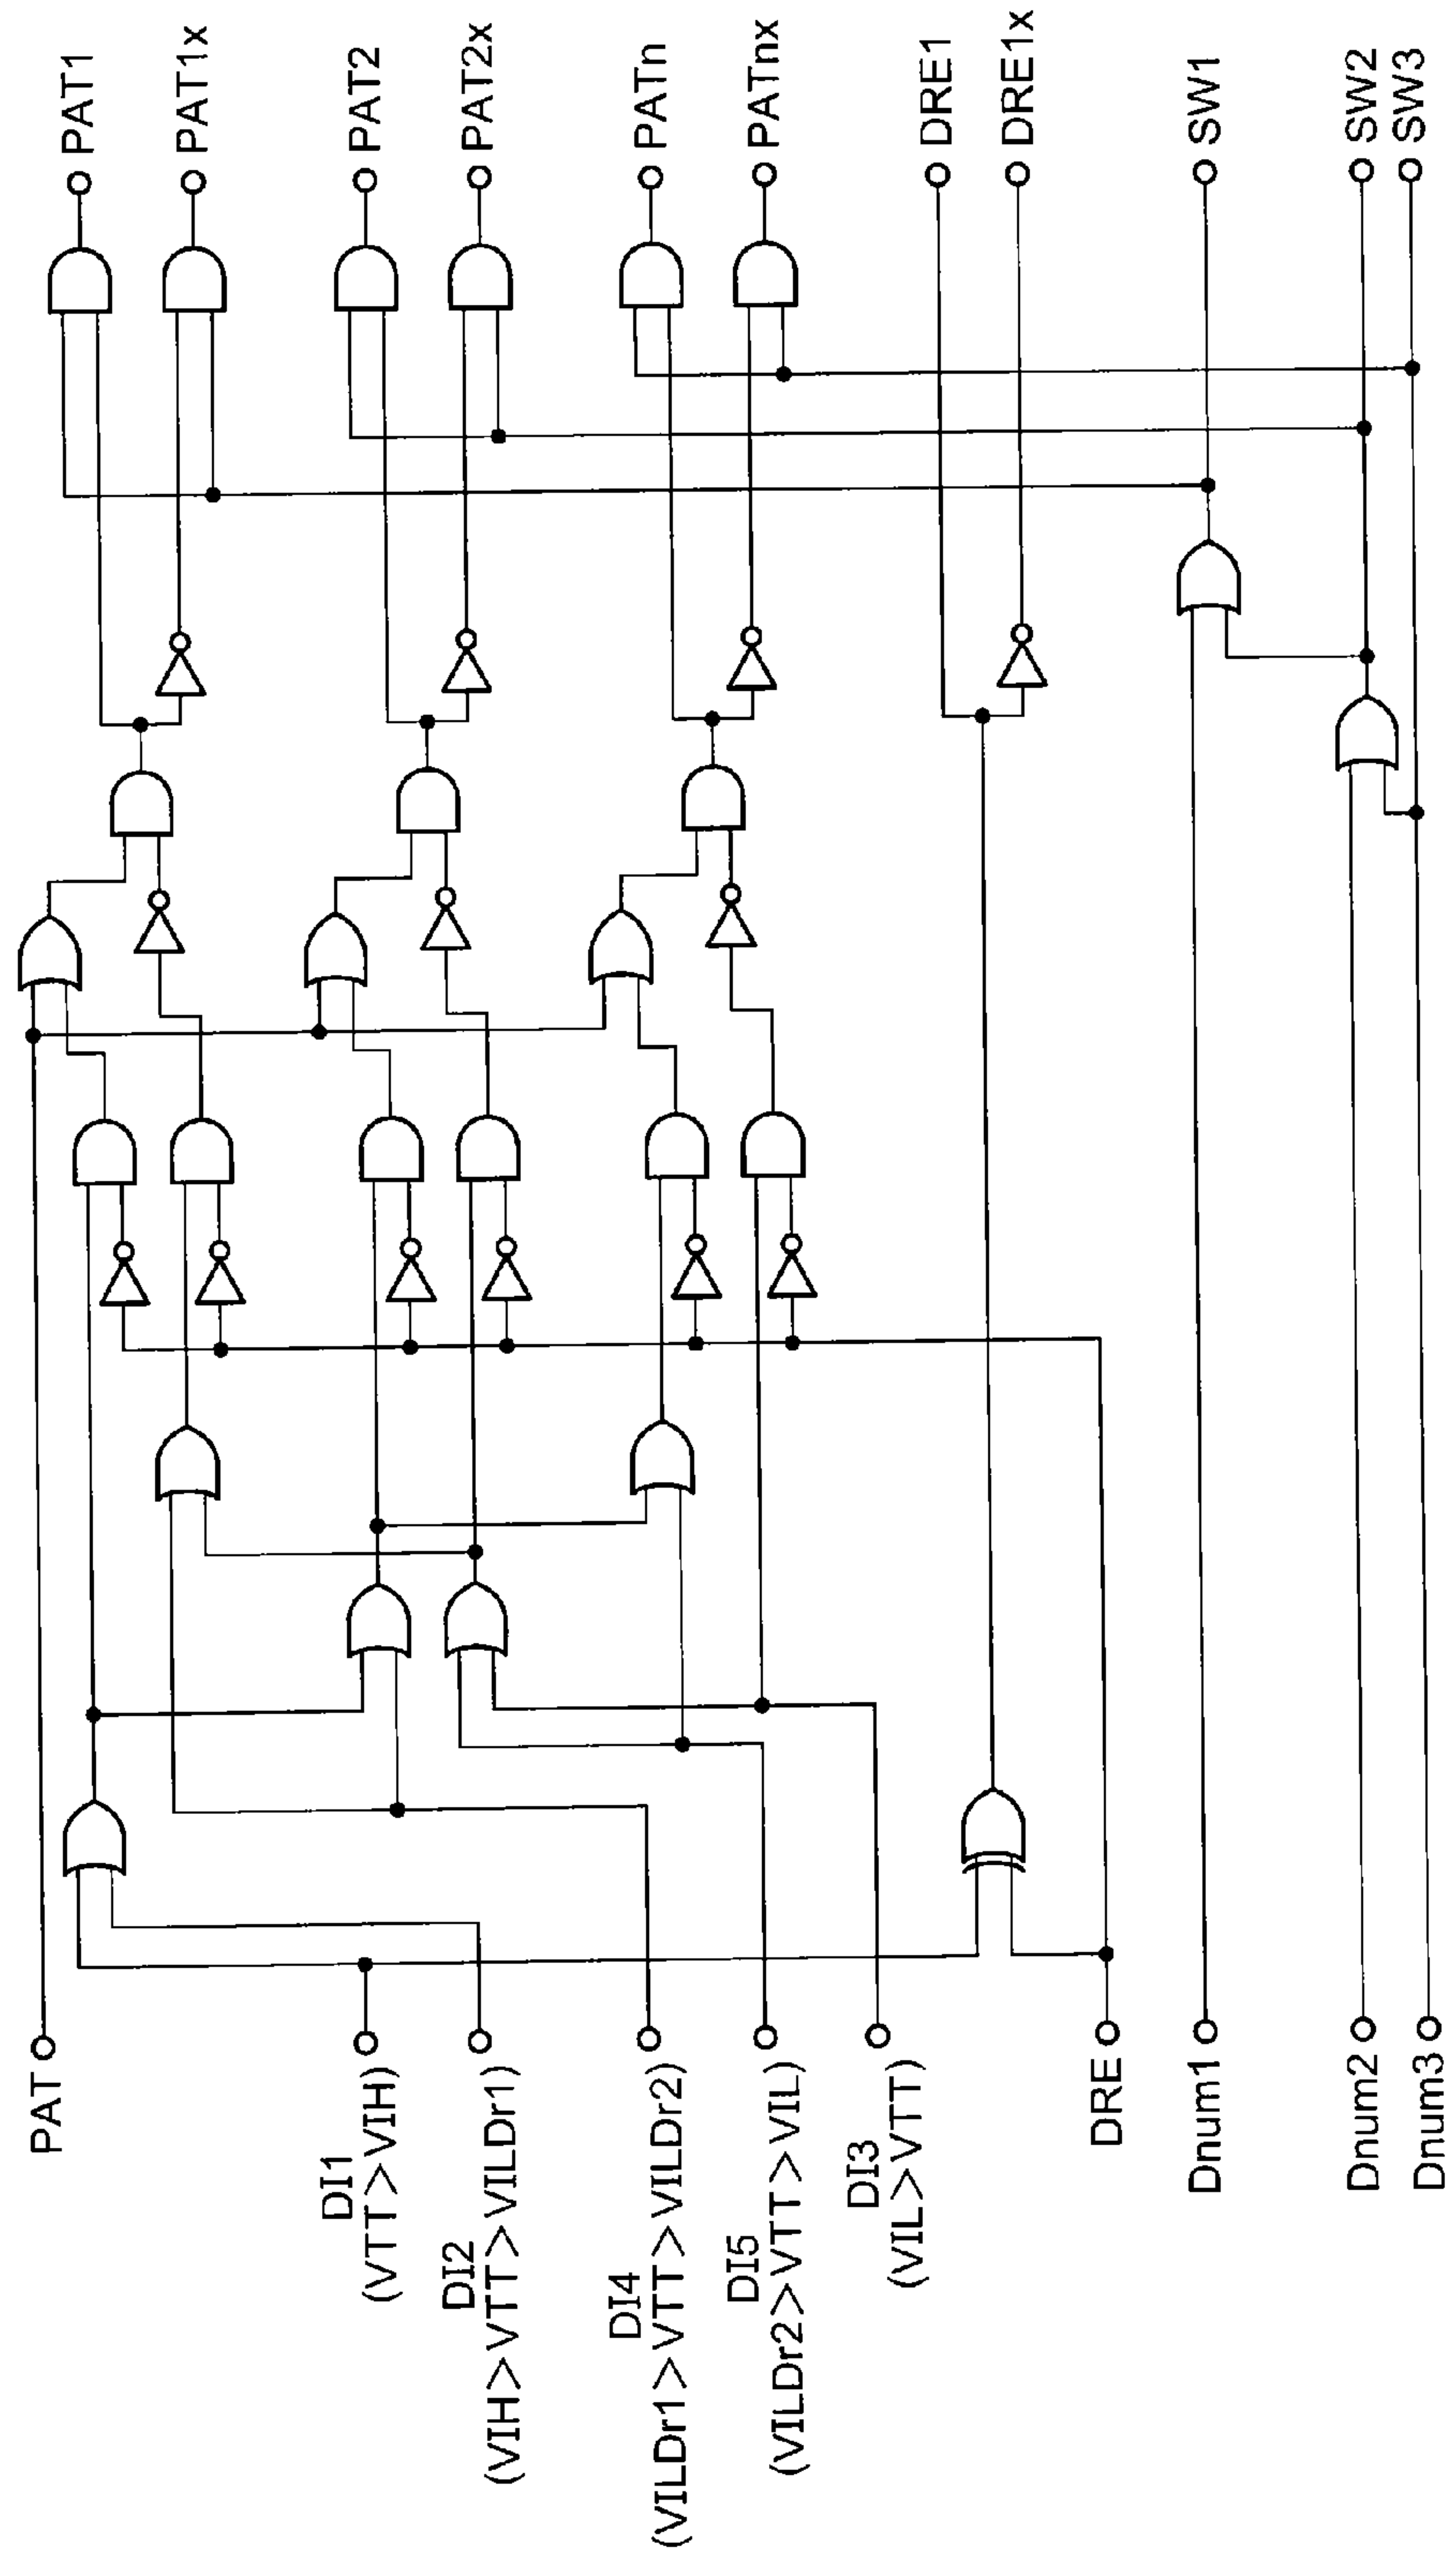 PAT
DI1
(VTT>VIH)
DI2
(VIH>VTT>VILDr1)
DI4
(VILDr1>VTT>VILDr2)
DI5
(VILDr2>VTT>VIL)
DI3
(VIL>VTT)
DRE
Dnum1
Dnum2
Dnum3
PAT1
PAT1x
PAT2
PAT2x
PATn
PATnx
DRE1
DRE1x
SW1
SW2
SW3